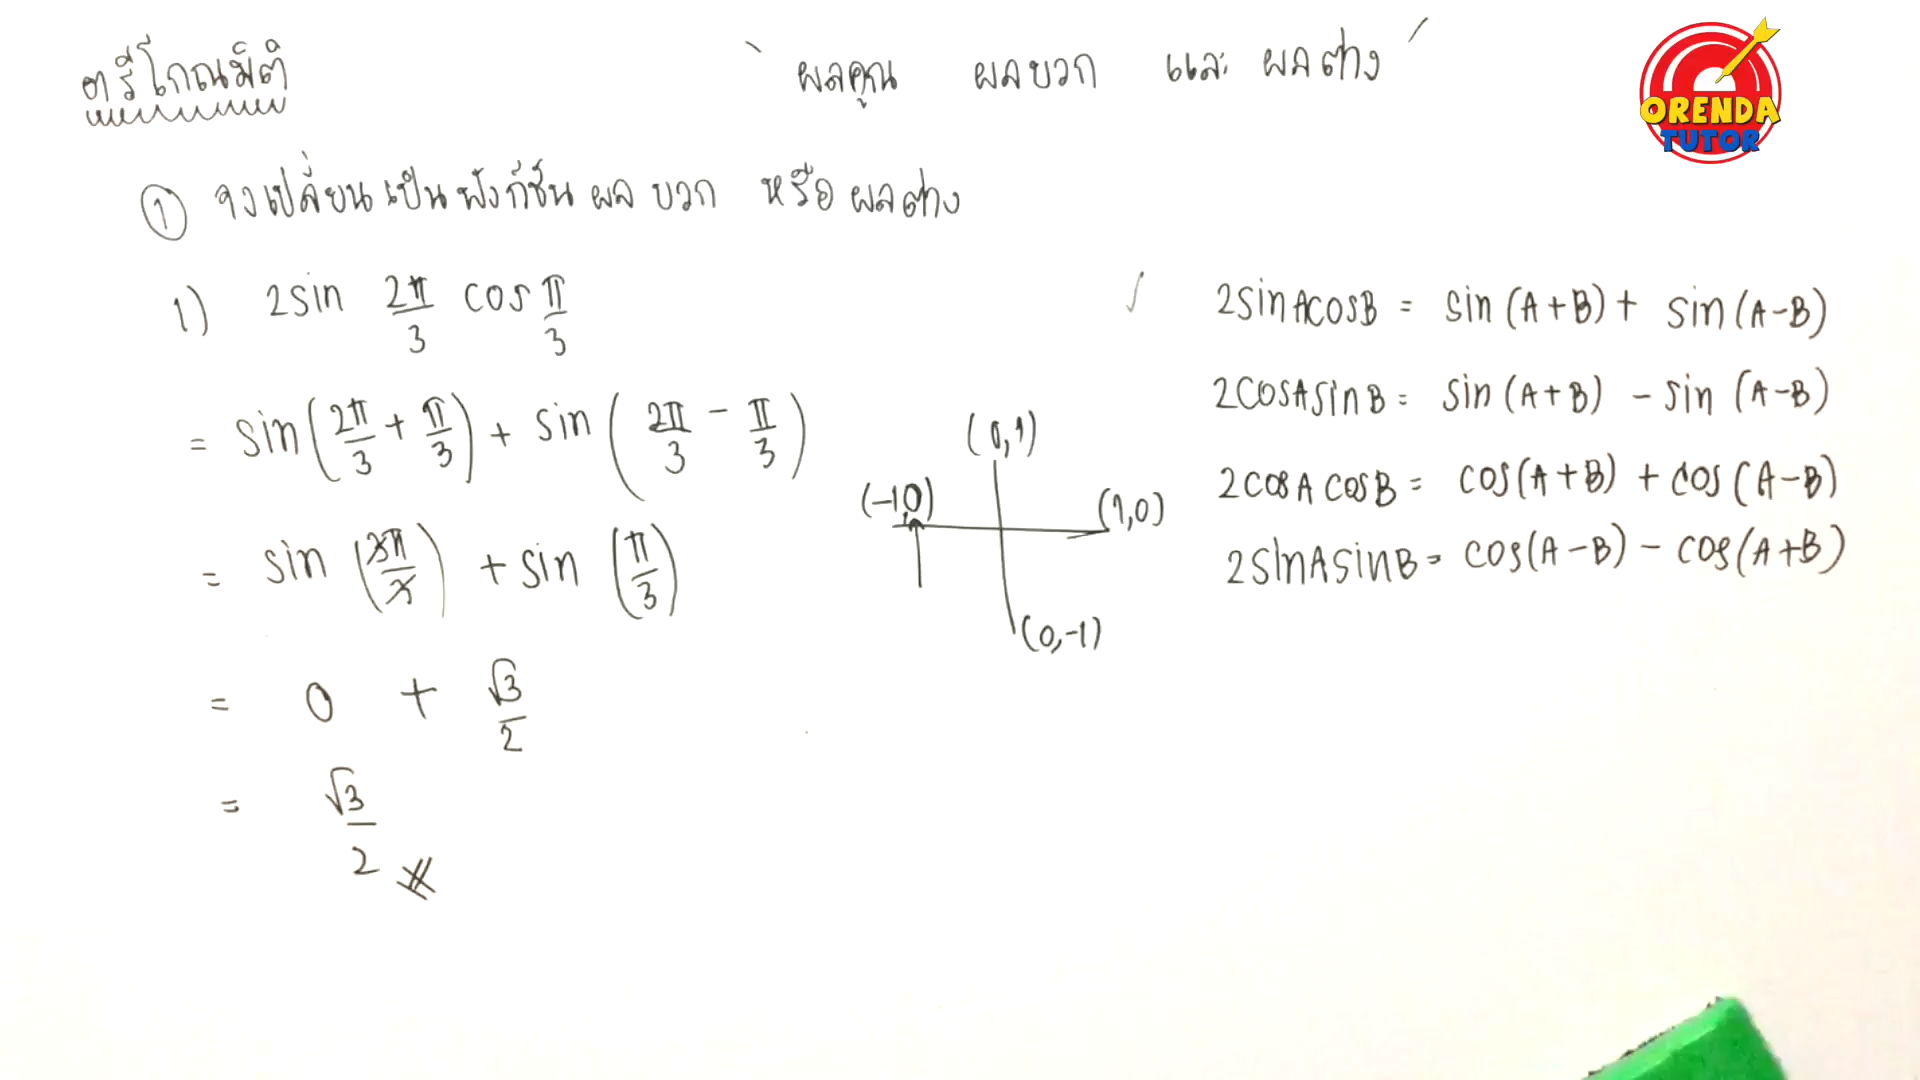 ตรีโกณมิติ
` ผลคูณ ผลบวก และ ผลต่าง ´
ORENDA
TUTOR
① จงเปลี่ยนเป็นฟังก์ชันผลบวก หรือ ผลต่าง
1) 2sin 2π/3 cos π/3
= sin(2π/3 + π/3) + sin(2π/3 − π/3)
= sin(3π/3) + sin(π/3)
= 0 + √3/2
= √3/2 #
(0,1)
(-1,0)
(1,0)
(0,-1)
✓ 2sinAcosB = sin(A+B) + sin(A-B)
2cosAsinB = sin(A+B) - sin(A-B)
2cosAcosB = cos(A+B) + cos(A-B)
2sinAsinB = cos(A-B) - cos(A+B)